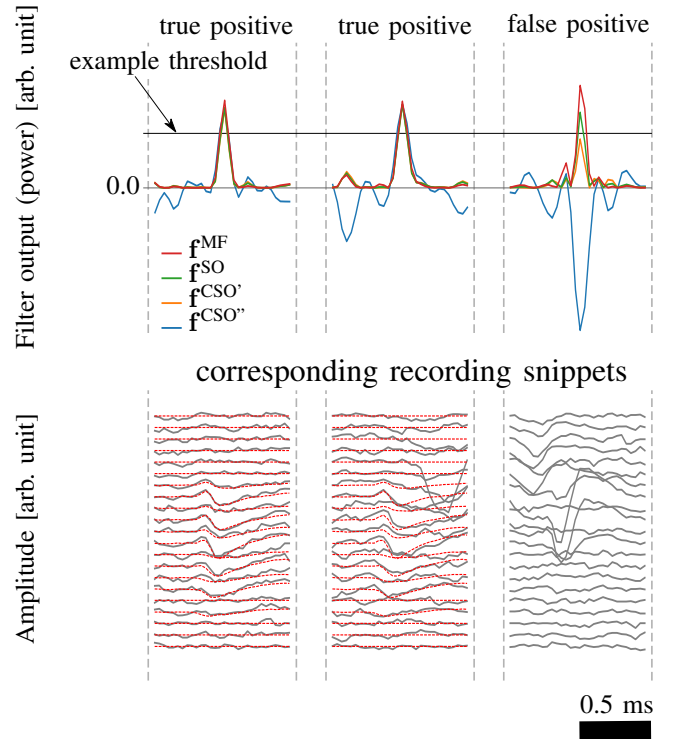 true positive
true positive
false positive
example threshold
Filter output (power) [arb. unit]
0.0
f^MF
f^SO
f^CSO'
f^CSO''
corresponding recording snippets
Amplitude [arb. unit]
0.5 ms